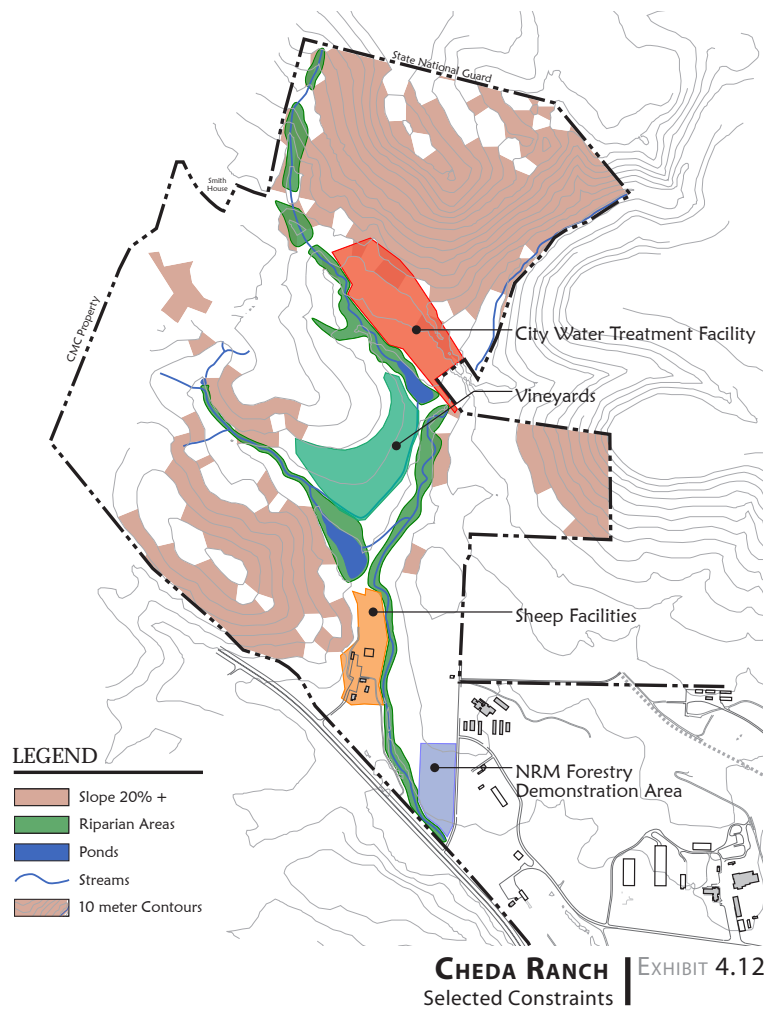 State National Guard
Smith
House
CMC Property
City Water Treatment Facility
Vineyards
Sheep Facilities
NRM Forestry
Demonstration Area
LEGEND
Slope 20% +
Riparian Areas
Ponds
Streams
10 meter Contours
CHEDA RANCH
Selected Constraints
EXHIBIT 4.12